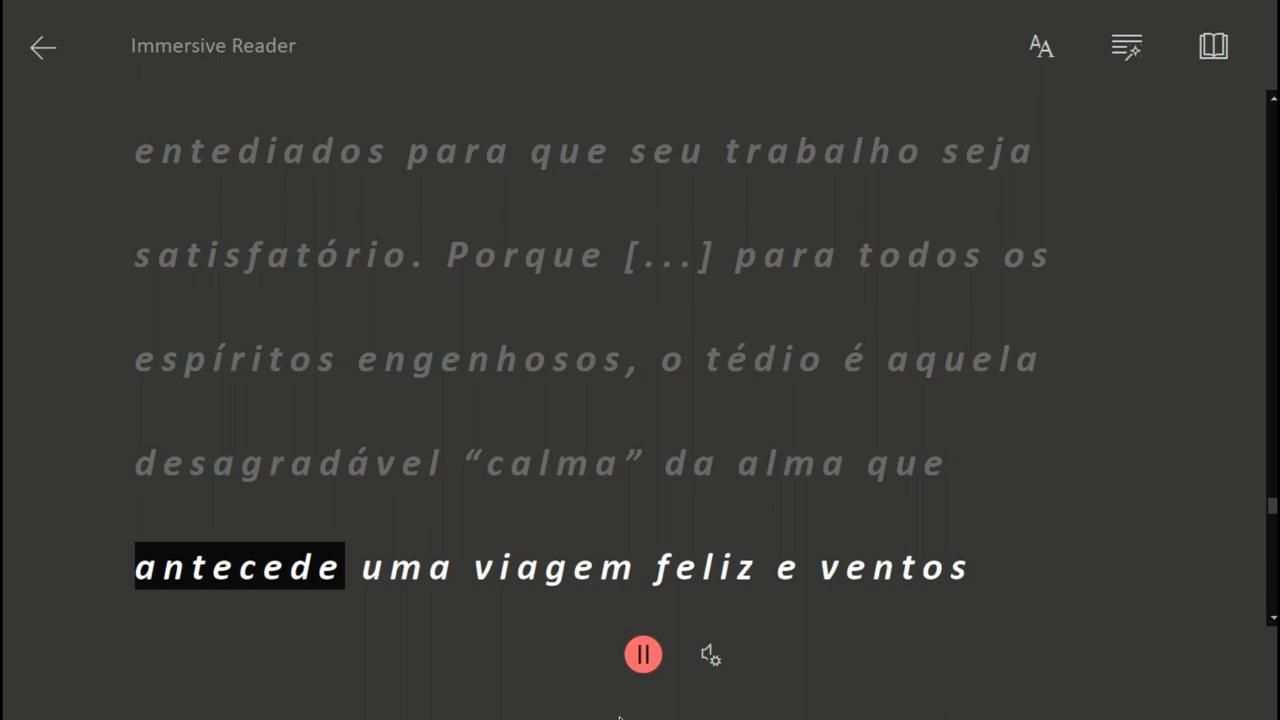 Immersive Reader
entediados para que seu trabalho seja
satisfatório. Porque [...] para todos os
espíritos engenhosos, o tédio é aquela
desagradável “calma” da alma que
antecede uma viagem feliz e ventos